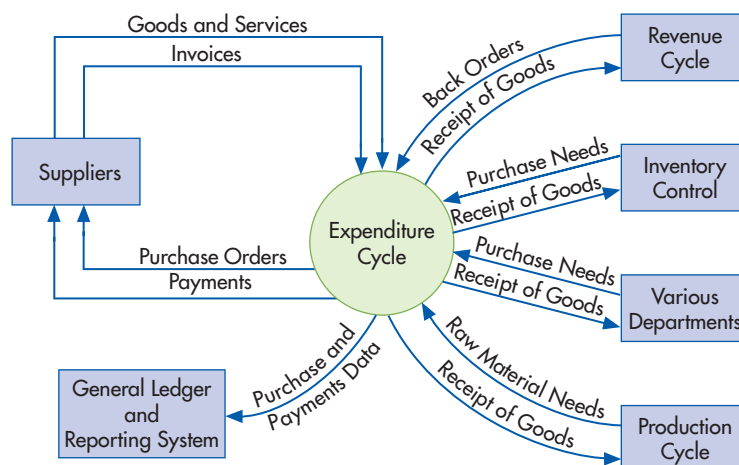 Goods and Services
Invoices
Suppliers
Purchase Orders
Payments
Expenditure
Cycle
Back Orders
Receipt of Goods
Revenue
Cycle
Purchase Needs
Receipt of Goods
Inventory
Control
Purchase Needs
Receipt of Goods
Various
Departments
Raw Material Needs
Receipt of Goods
Production
Cycle
Purchase and
Payments Data
General Ledger
and
Reporting System